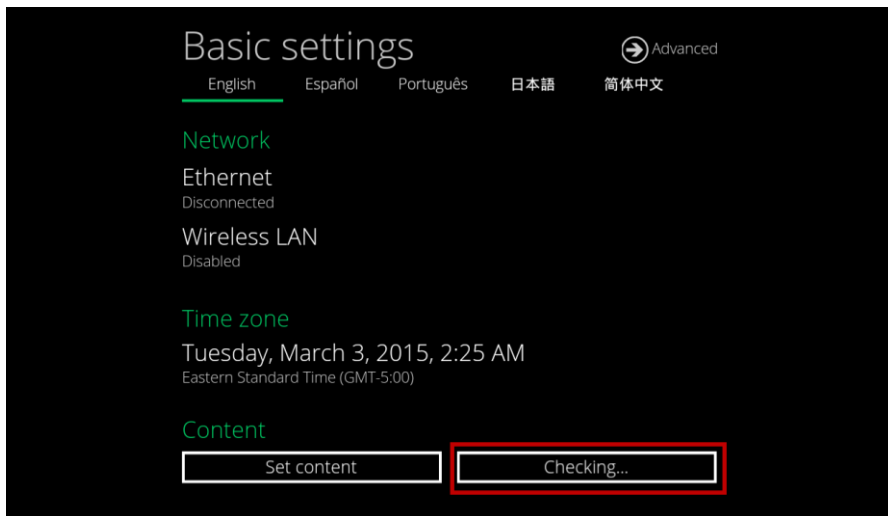 Basic settings
Advanced
English Español Português 日本語 简体中文
Network
Ethernet
Disconnected
Wireless LAN
Disabled
Time zone
Tuesday, March 3, 2015, 2:25 AM
Eastern Standard Time (GMT-5:00)
Content
Set content
Checking...